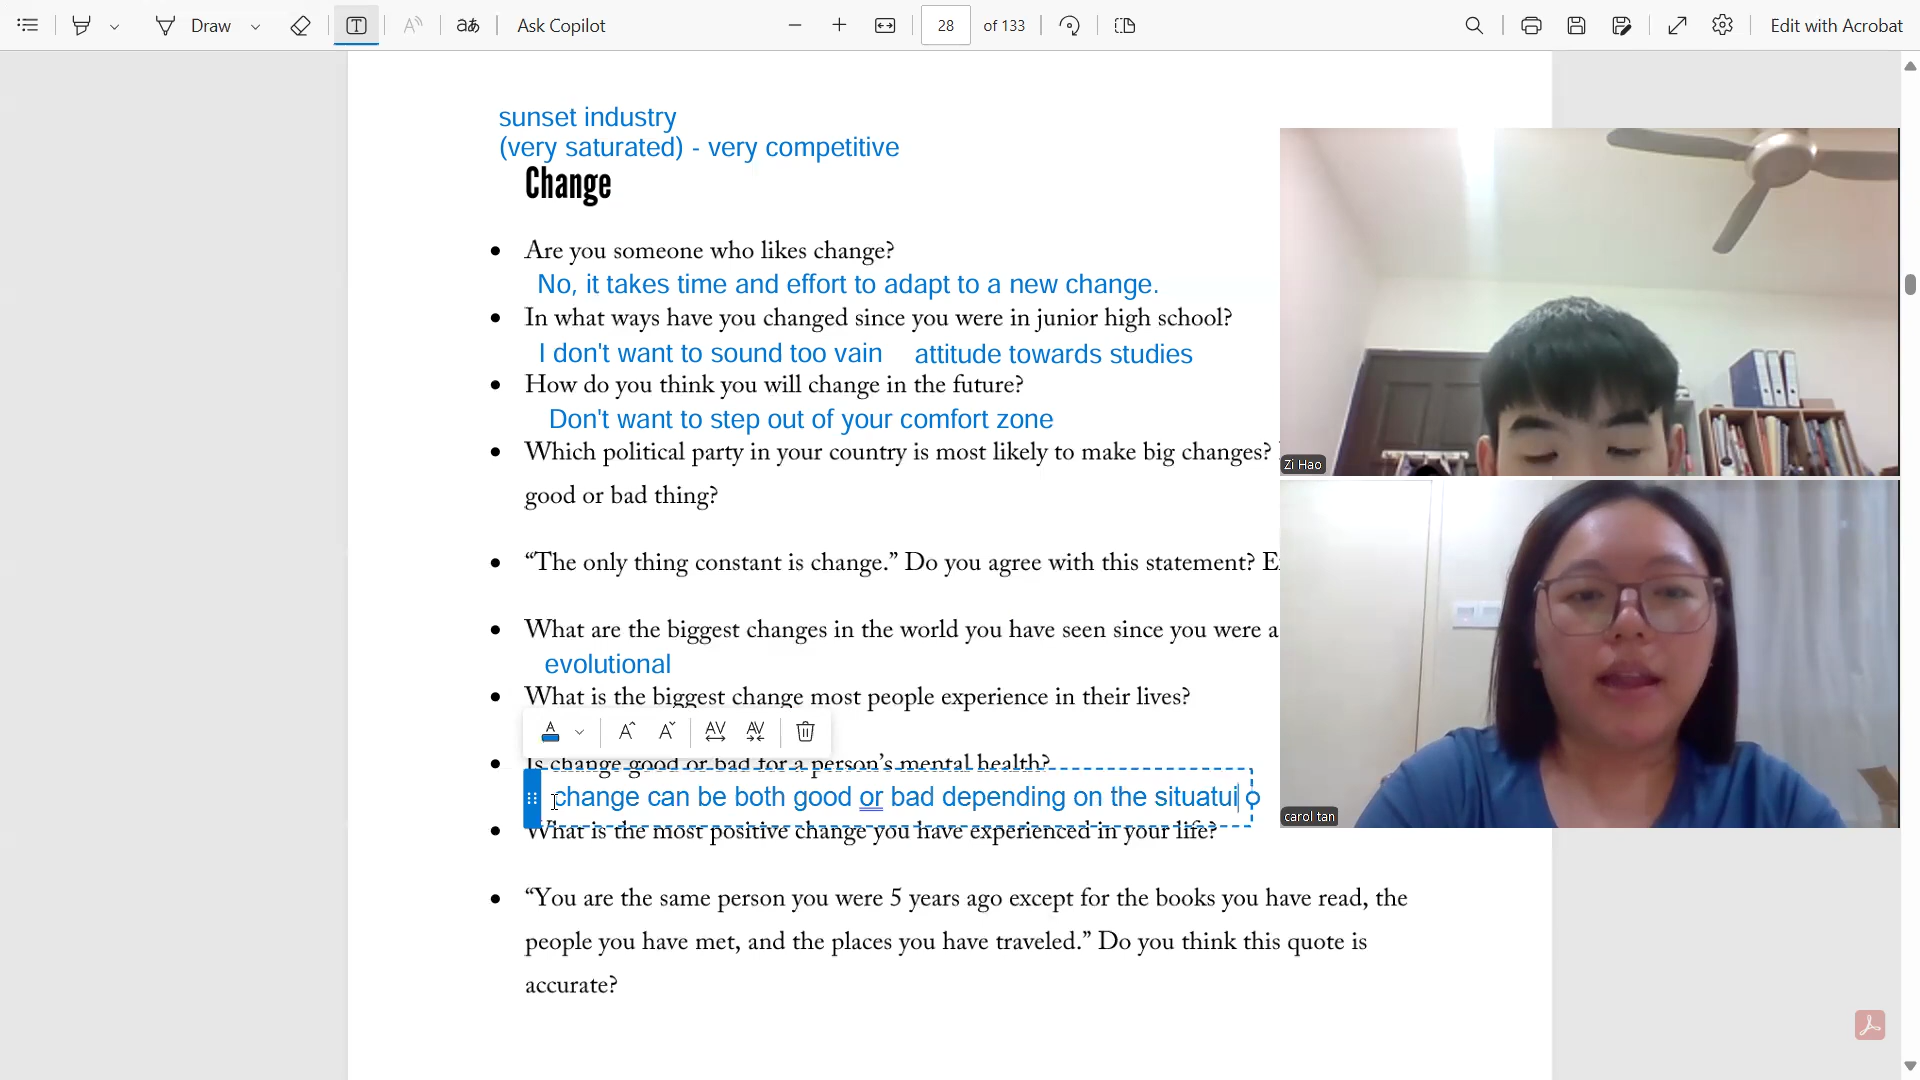 Draw
aあ
Ask Copilot
28 of 133
Edit with Acrobat
sunset industry
(very saturated) - very competitive
Change
• Are you someone who likes change?
No, it takes time and effort to adapt to a new change.
• In what ways have you changed since you were in junior high school?
I don't want to sound too vain attitude towards studies
• How do you think you will change in the future?
Don't want to step out of your comfort zone
• Which political party in your country is most likely to make big changes?
good or bad thing?
• “The only thing constant is change.” Do you agree with this statement?
• What are the biggest changes in the world you have seen since you were a
evolutional
• What is the biggest change most people experience in their lives?
• Is change good or bad for a person’s mental health?
change can be both good or bad depending on the situatui
• What is the most positive change you have experienced in your life?
• “You are the same person you were 5 years ago except for the books you have read, the
people you have met, and the places you have traveled.” Do you think this quote is
accurate?
Zi Hao
carol tan